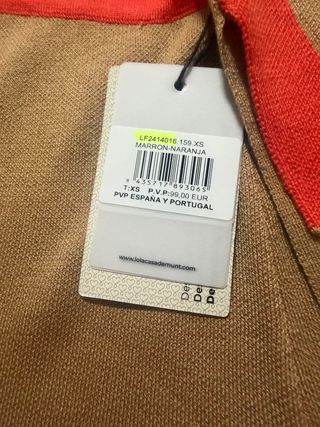 LF2414016.159.XS
MARRON-NARANJA
8 435717 893065
T:XS P.V.P:99,00 EUR
PVP ESPAÑA Y PORTUGAL
www.lolacasademunt.com